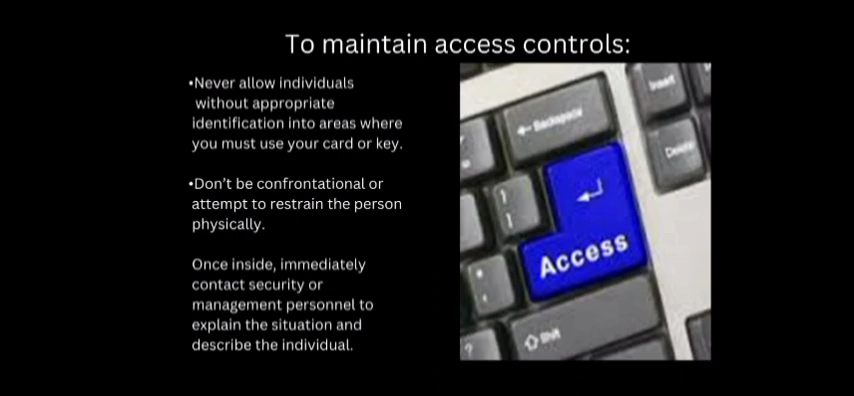 To maintain access controls:
•Never allow individuals
without appropriate
identification into areas where
you must use your card or key.
•Don’t be confrontational or
attempt to restrain the person
physically.
Once inside, immediately
contact security or
management personnel to
explain the situation and
describe the individual.
Insert
← Backspace
Delete
}
]
Access
"
'
?
Shift